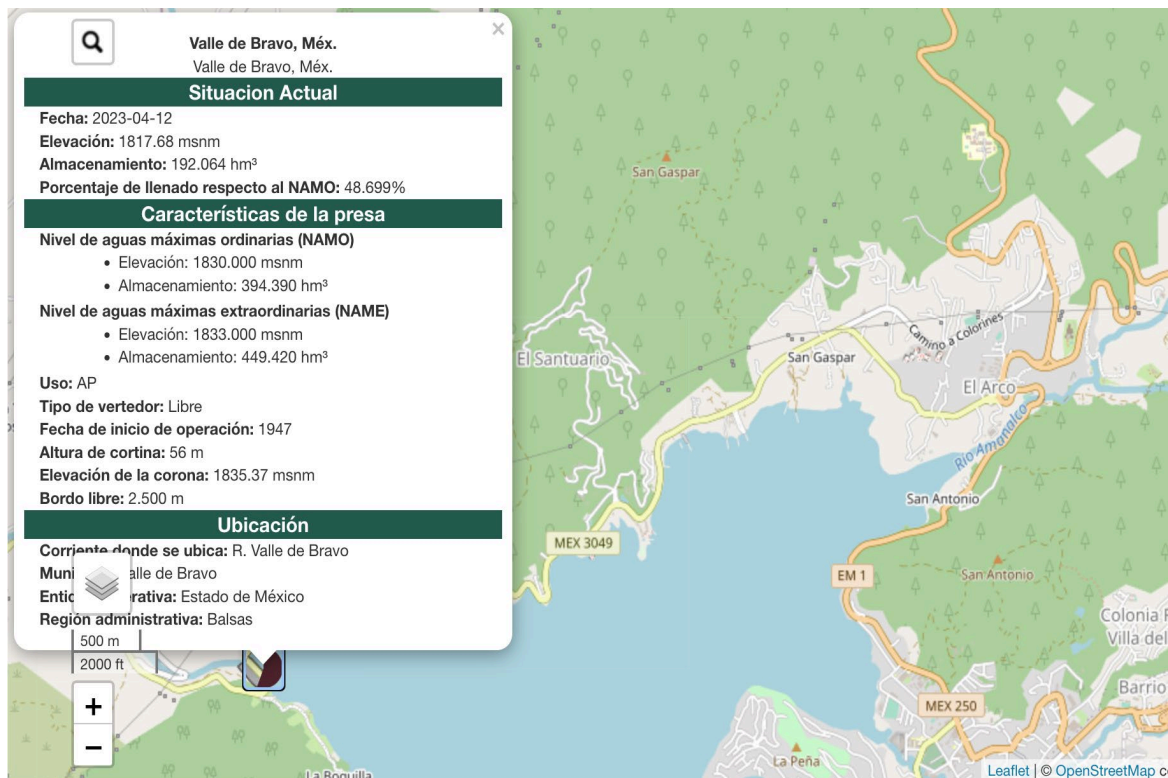 Valle de Bravo, Méx.
Valle de Bravo, Méx.
Situacion Actual
Fecha: 2023-04-12
Elevación: 1817.68 msnm
Almacenamiento: 192.064 hm³
Porcentaje de llenado respecto al NAMO: 48.699%
Características de la presa
Nivel de aguas máximas ordinarias (NAMO)
• Elevación: 1830.000 msnm
• Almacenamiento: 394.390 hm³
Nivel de aguas máximas extraordinarias (NAME)
• Elevación: 1833.000 msnm
• Almacenamiento: 449.420 hm³
Uso: AP
Tipo de vertedor: Libre
Fecha de inicio de operación: 1947
Altura de cortina: 56 m
Elevación de la corona: 1835.37 msnm
Bordo libre: 2.500 m
Ubicación
Corriente donde se ubica: R. Valle de Bravo
Muni alle de Bravo
Entid erativa: Estado de México
Región administrativa: Balsas
500 m
2000 ft
+
−
San Gaspar
El Santuario
Camino a Colorines
San Gaspar
El Arco
Río Amanalco
San Antonio
MEX 3049
EM 1
San Antonio
Colonia
Villa del
Barrio
MEX 250
La Peña
La Boquilla
Leaflet | © OpenStreetMap c